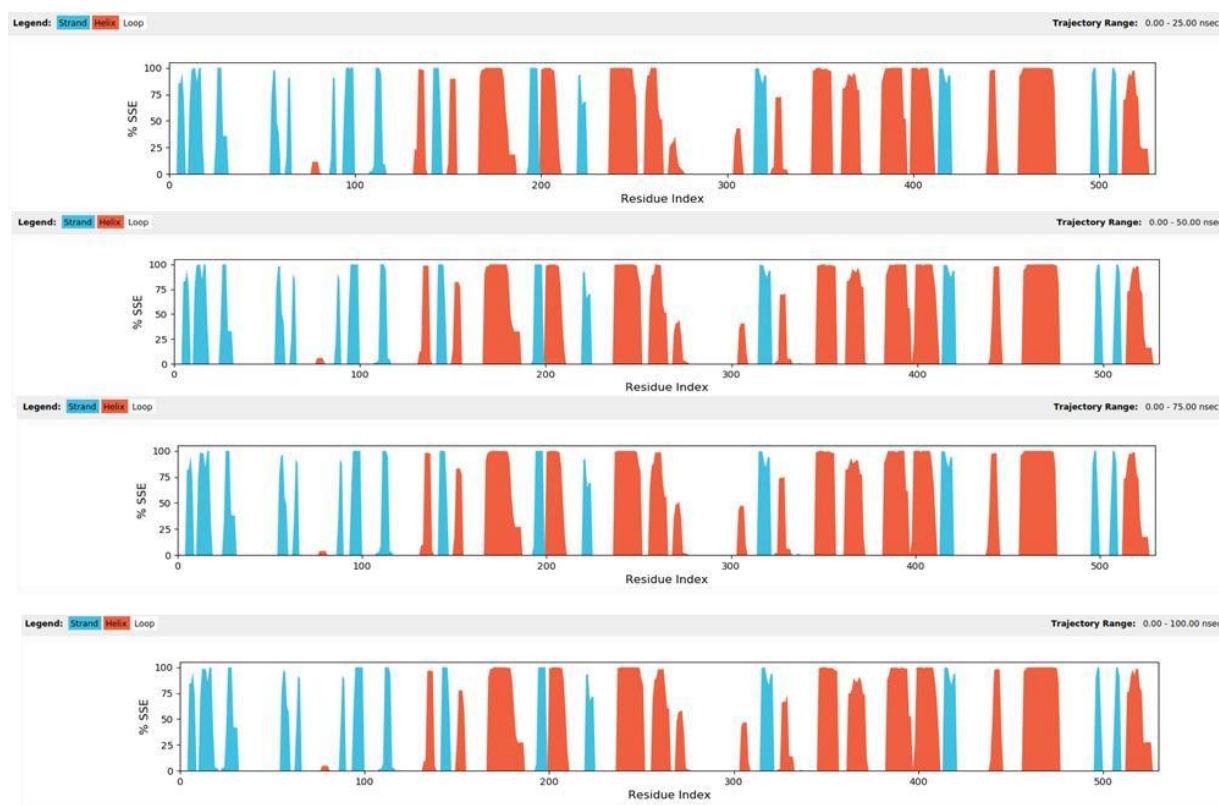 Legend: Strand Helix Loop Trajectory Range: 0.00 - 25.00 nsec
100
75
50
25
0
% SSE
0 100 200 300 400 500
Residue Index
Legend: Strand Helix Loop Trajectory Range: 0.00 - 50.00 nsec
100
75
50
25
0
% SSE
0 100 200 300 400 500
Residue Index
Legend: Strand Helix Loop Trajectory Range: 0.00 - 75.00 nsec
100
75
50
25
0
% SSE
0 100 200 300 400 500
Residue Index
Legend: Strand Helix Loop Trajectory Range: 0.00 - 100.00 nsec
100
75
50
25
0
% SSE
0 100 200 300 400 500
Residue Index